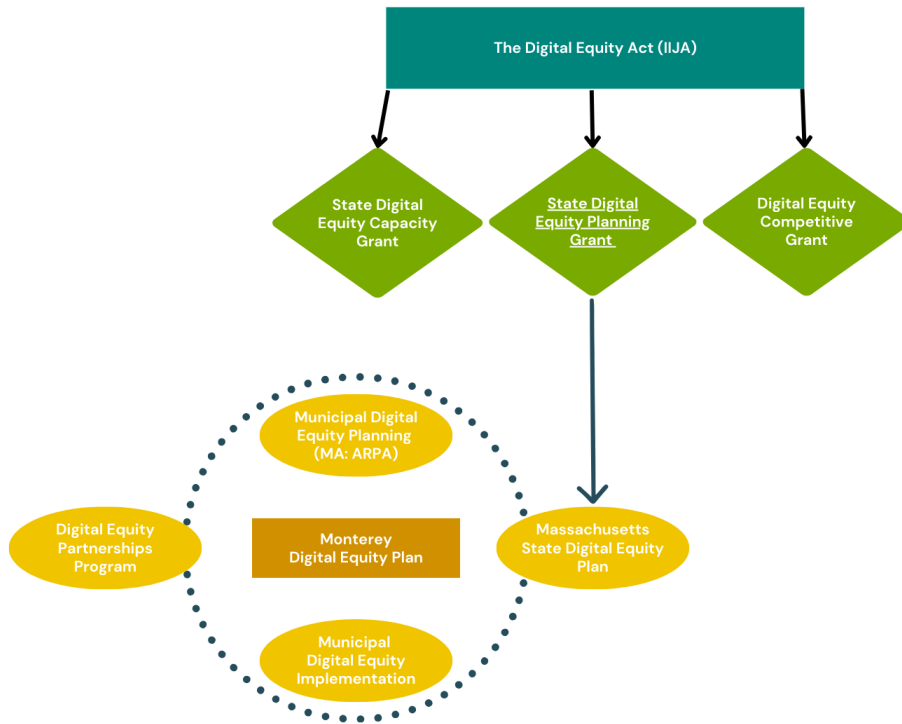 The Digital Equity Act (IIJA)
State Digital
Equity Capacity
Grant
State Digital
Equity Planning
Grant
Digital Equity
Competitive
Grant
Municipal Digital
Equity Planning
(MA: ARPA)
Digital Equity
Partnerships
Program
Monterey
Digital Equity Plan
Massachusetts
State Digital Equity
Plan
Municipal
Digital Equity
Implementation